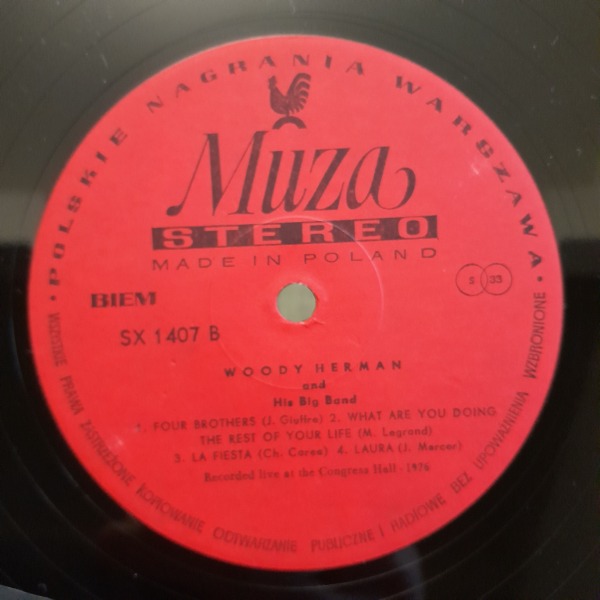 • POLSKIE NAGRANIA WARSZAWA •
Muza
STEREO
MADE IN POLAND
BIEM
S 33
SX 1407 B
WOODY HERMAN
and
His Big Band
1. FOUR BROTHERS (J. Giuffre) 2. WHAT ARE YOU DOING
THE REST OF YOUR LIFE (M. Legrand)
3. LA FIESTA (Ch. Corea) 4. LAURA (J. Mercer)
Recorded live at the Congress Hall - 1976
WSZELKIE PRAWA ZASTRZEŻONE KOPIOWANIE ODTWARZANIE PUBLICZNE I RADIOWE BEZ UPOWAŻNIENIA WZBRONIONE